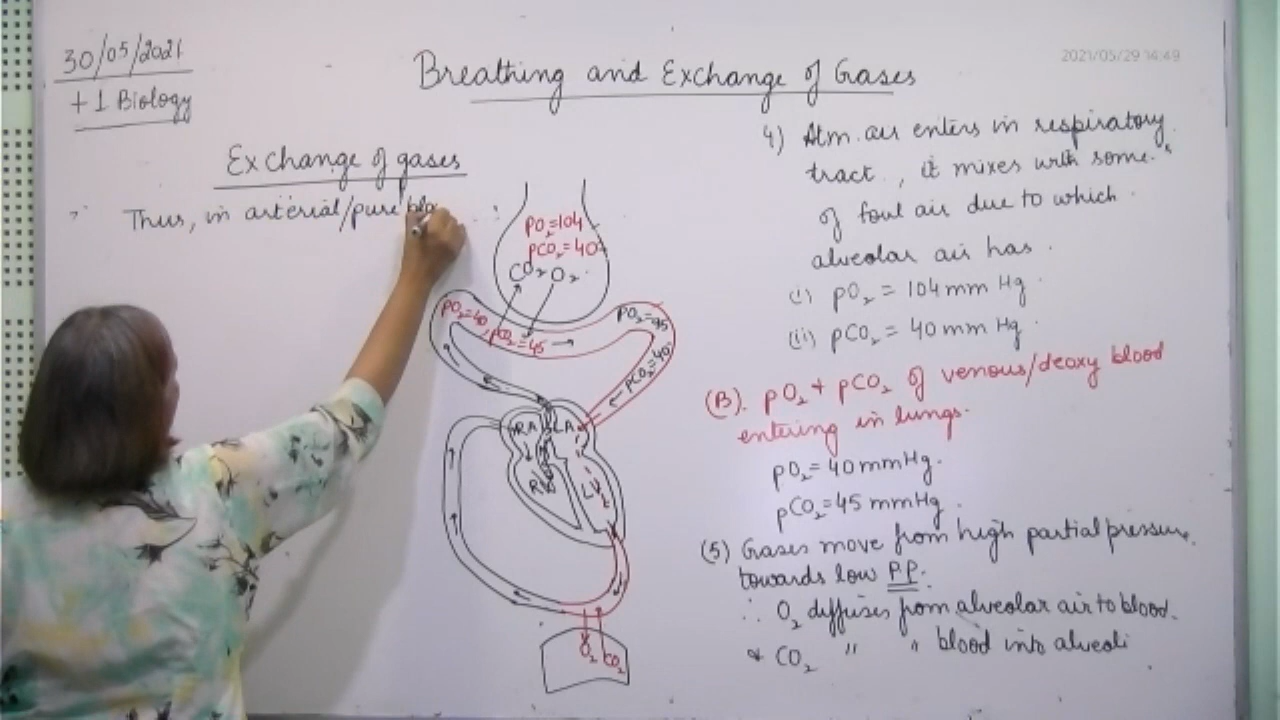 30/05/2021
+1 Biology
Breathing and Exchange of Gases
2021/05/29 14:49
Exchange of gases
Thus, in arterial/pure blo
pO₂=104
pCO₂=40
CO₂ O₂
pO₂=40, pCO₂=45
pO₂=95
pCO₂=40
RA LA
O₂ CO₂
4) Atm. air enters in respiratory
tract, it mixes with some
of foul air due to which
alveolar air has.
(i) pO₂ = 104 mm Hg.
(ii) pCO₂ = 40 mm Hg.
(B). pO₂ + pCO₂ of venous/deoxy blood
entering in lungs.
pO₂=40mmHg.
pCO₂=45 mmHg.
(5) Gases move from high partial pressure
towards low P.P.
∴ O₂ diffuses from alveolar air to blood.
* CO₂ " " blood into alveoli